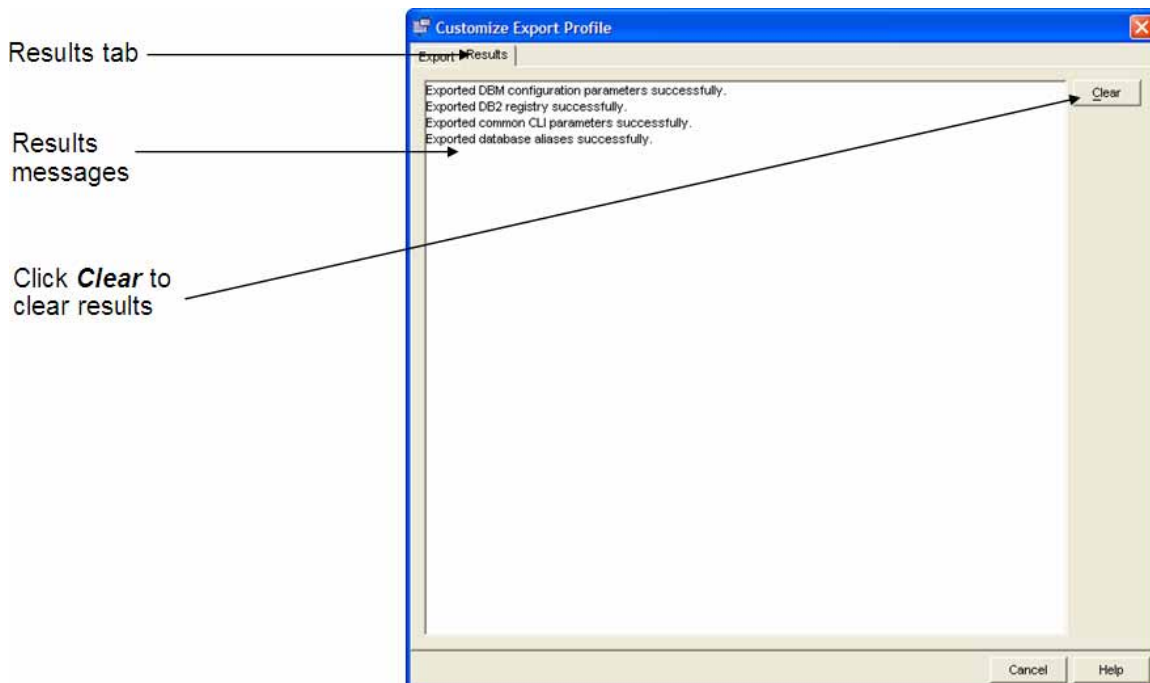 Customize Export Profile
Results tab
Export Results
Exported DBM configuration parameters successfully.
Exported DB2 registry successfully.
Exported common CLI parameters successfully.
Exported database aliases successfully.
Clear
Results
messages
Click Clear to
clear results
Cancel Help